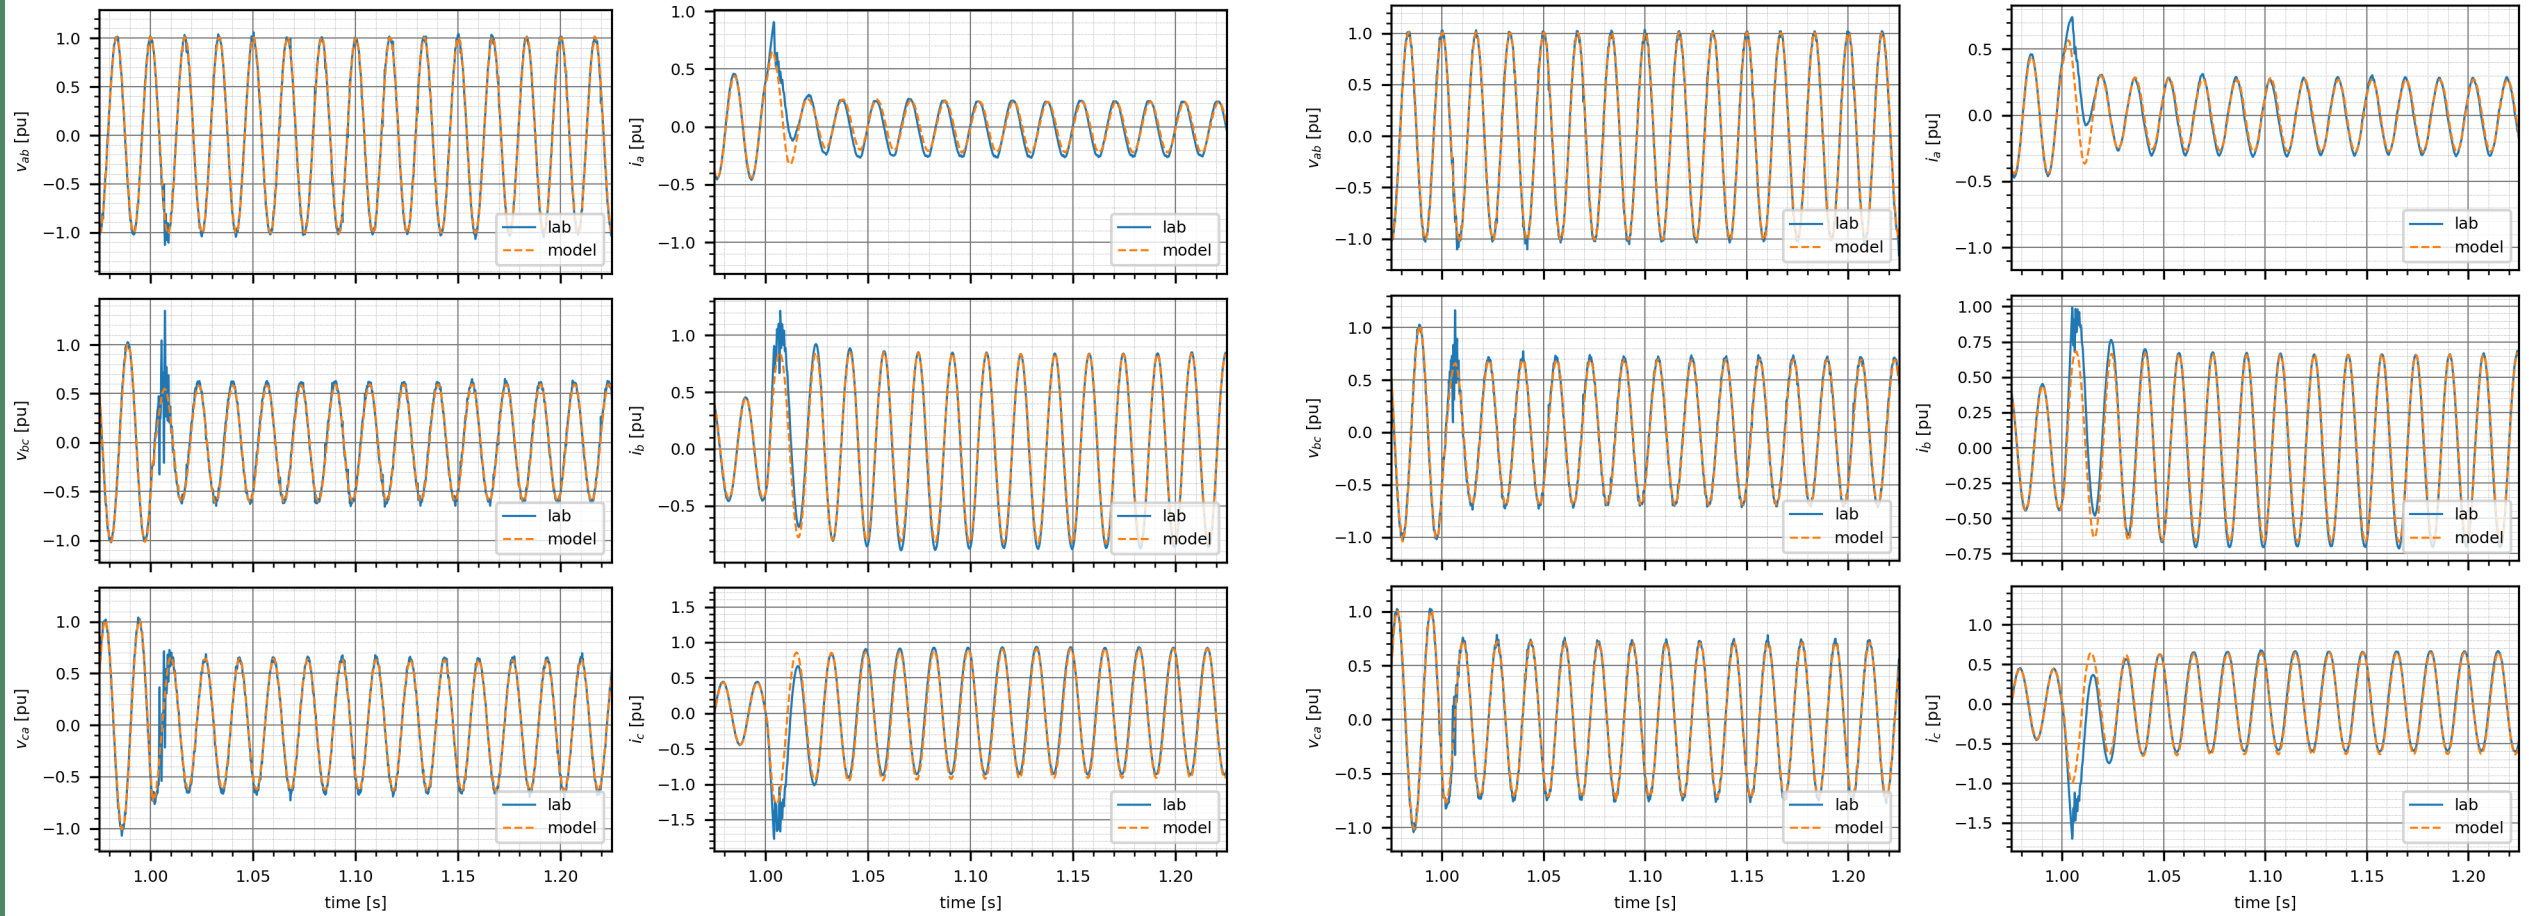 v_ab [pu]
1.0
0.5
0.0
−0.5
−1.0
lab
model
i_a [pu]
1.0
0.5
0.0
−0.5
−1.0
lab
model
v_bc [pu]
1.0
0.5
0.0
−0.5
−1.0
lab
model
i_b [pu]
1.0
0.5
0.0
−0.5
lab
model
v_ca [pu]
1.0
0.5
0.0
−0.5
−1.0
lab
model
1.00 1.05 1.10 1.15 1.20
time [s]
i_c [pu]
1.5
1.0
0.5
0.0
−0.5
−1.0
−1.5
lab
model
1.00 1.05 1.10 1.15 1.20
time [s]
v_ab [pu]
1.0
0.5
0.0
−0.5
−1.0
lab
model
i_a [pu]
0.5
0.0
−0.5
−1.0
lab
model
v_bc [pu]
1.0
0.5
0.0
−0.5
−1.0
lab
model
i_b [pu]
1.00
0.75
0.50
0.25
0.00
−0.25
−0.50
−0.75
lab
model
v_ca [pu]
1.0
0.5
0.0
−0.5
−1.0
lab
model
1.00 1.05 1.10 1.15 1.20
time [s]
i_c [pu]
1.0
0.5
0.0
−0.5
−1.0
−1.5
lab
model
1.00 1.05 1.10 1.15 1.20
time [s]